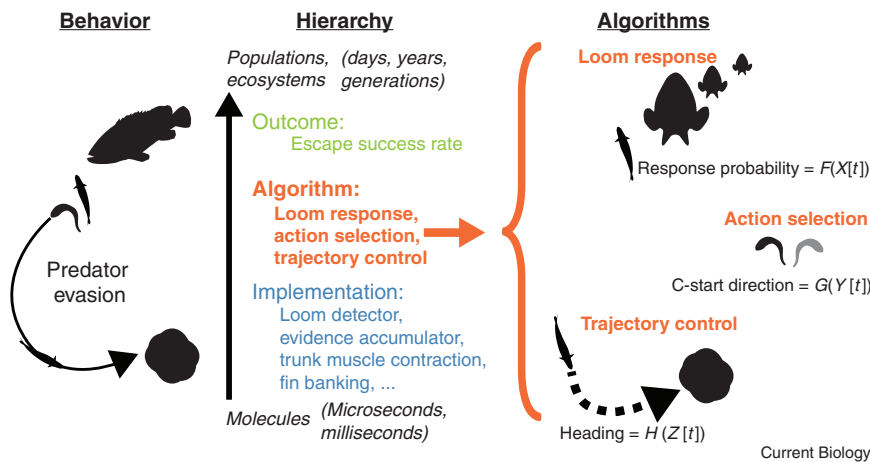 Behavior
Predator
evasion
Hierarchy
Populations, (days, years,
ecosystems generations)
Outcome:
Escape success rate
Algorithm:
Loom response,
action selection,
trajectory control
Implementation:
Loom detector,
evidence accumulator,
trunk muscle contraction,
fin banking, ...
Molecules (Microseconds,
milliseconds)
Algorithms
Loom response
Response probability = F(X[t])
Action selection
C-start direction = G(Y[t])
Trajectory control
Heading = H(Z[t])
Current Biology